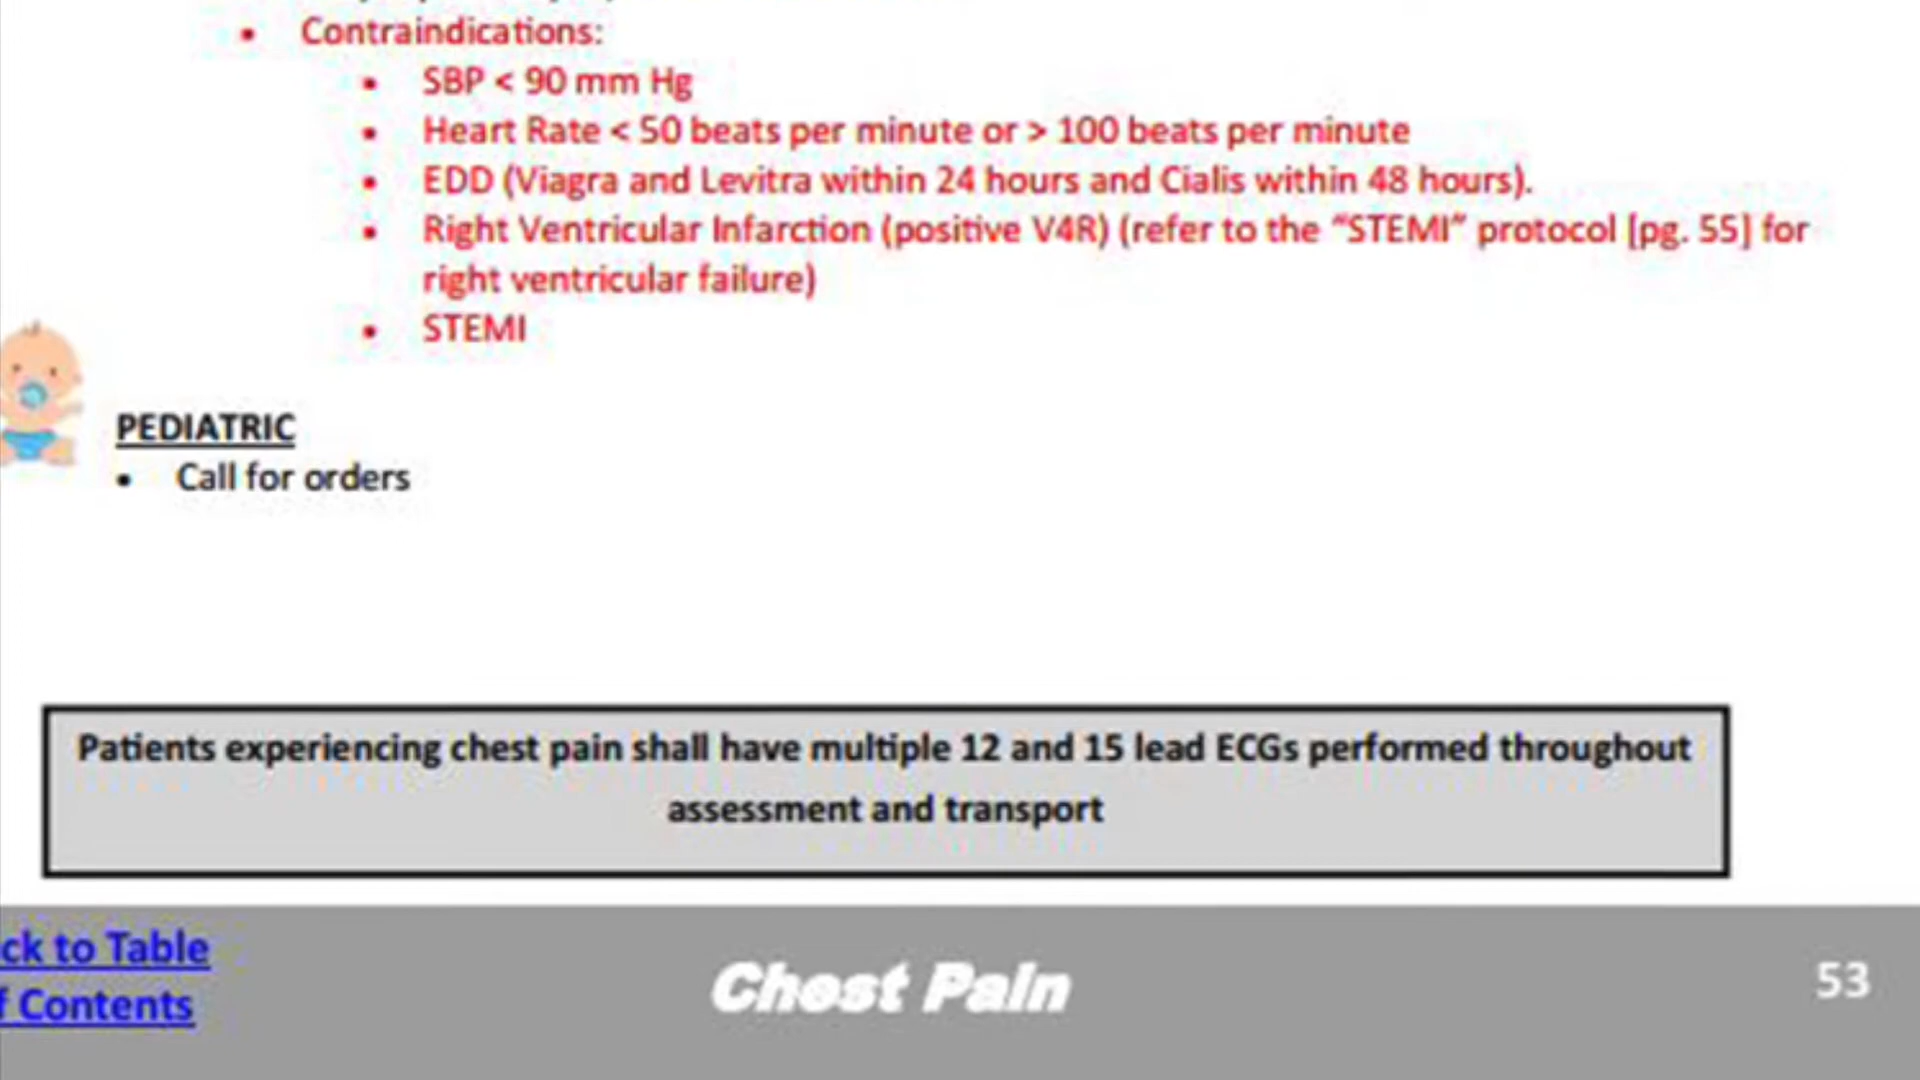 • Contraindications:
• SBP < 90 mm Hg
• Heart Rate < 50 beats per minute or > 100 beats per minute
• EDD (Viagra and Levitra within 24 hours and Cialis within 48 hours).
• Right Ventricular Infarction (positive V4R) (refer to the “STEMI” protocol [pg. 55] for
right ventricular failure)
• STEMI
PEDIATRIC
• Call for orders
Patients experiencing chest pain shall have multiple 12 and 15 lead ECGs performed throughout
assessment and transport
ck to Table
f Contents
Chest Pain
53